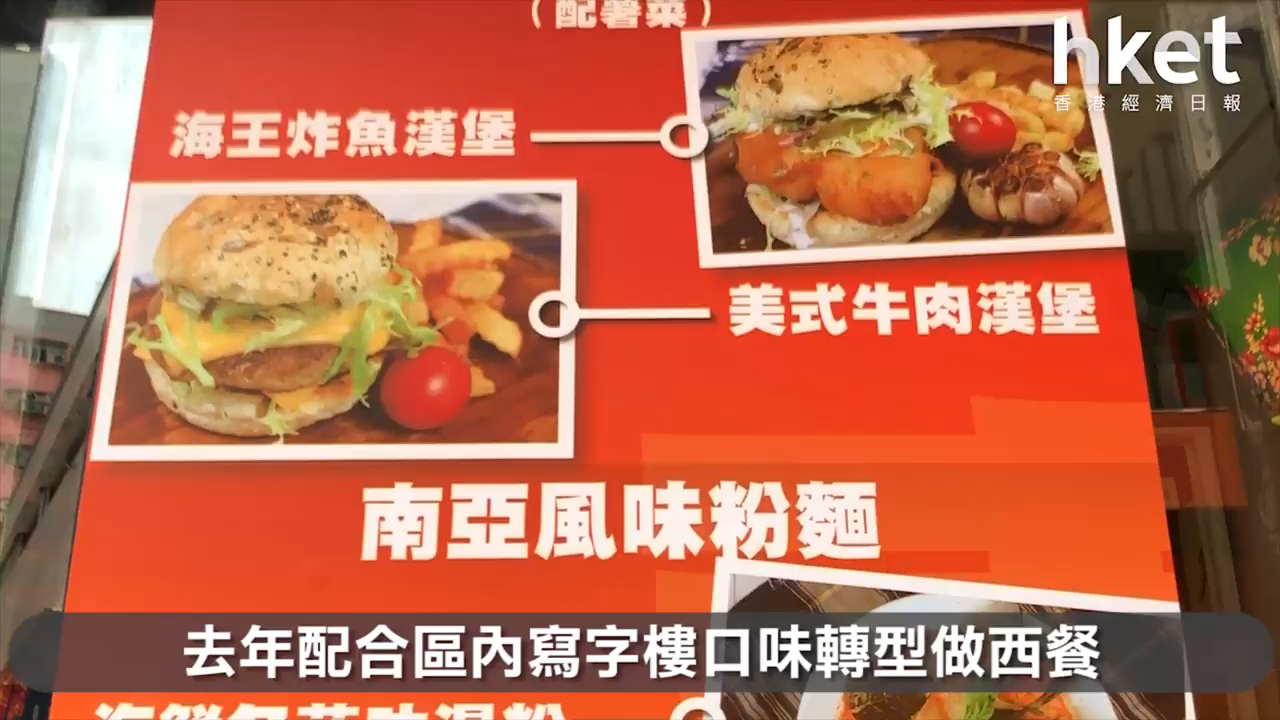 (配薯菜)
hket
香港經濟日報
海王炸魚漢堡
美式牛肉漢堡
南亞風味粉麵
去年配合區內寫字樓口味轉型做西餐